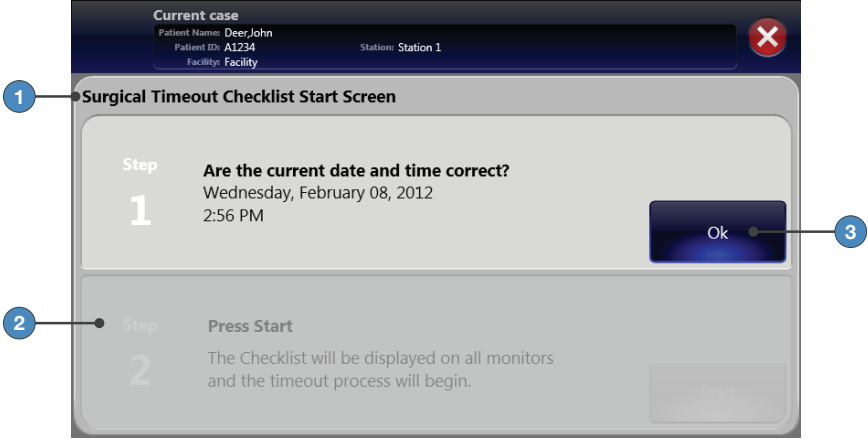 Current case
Patient Name: Deer,John
Patient ID: A1234 Station: Station 1
Facility: Facility
1
Surgical Timeout Checklist Start Screen
Step
1
Are the current date and time correct?
Wednesday, February 08, 2012
2:56 PM
Ok
3
2
Step
2
Press Start
The Checklist will be displayed on all monitors
and the timeout process will begin.
Start